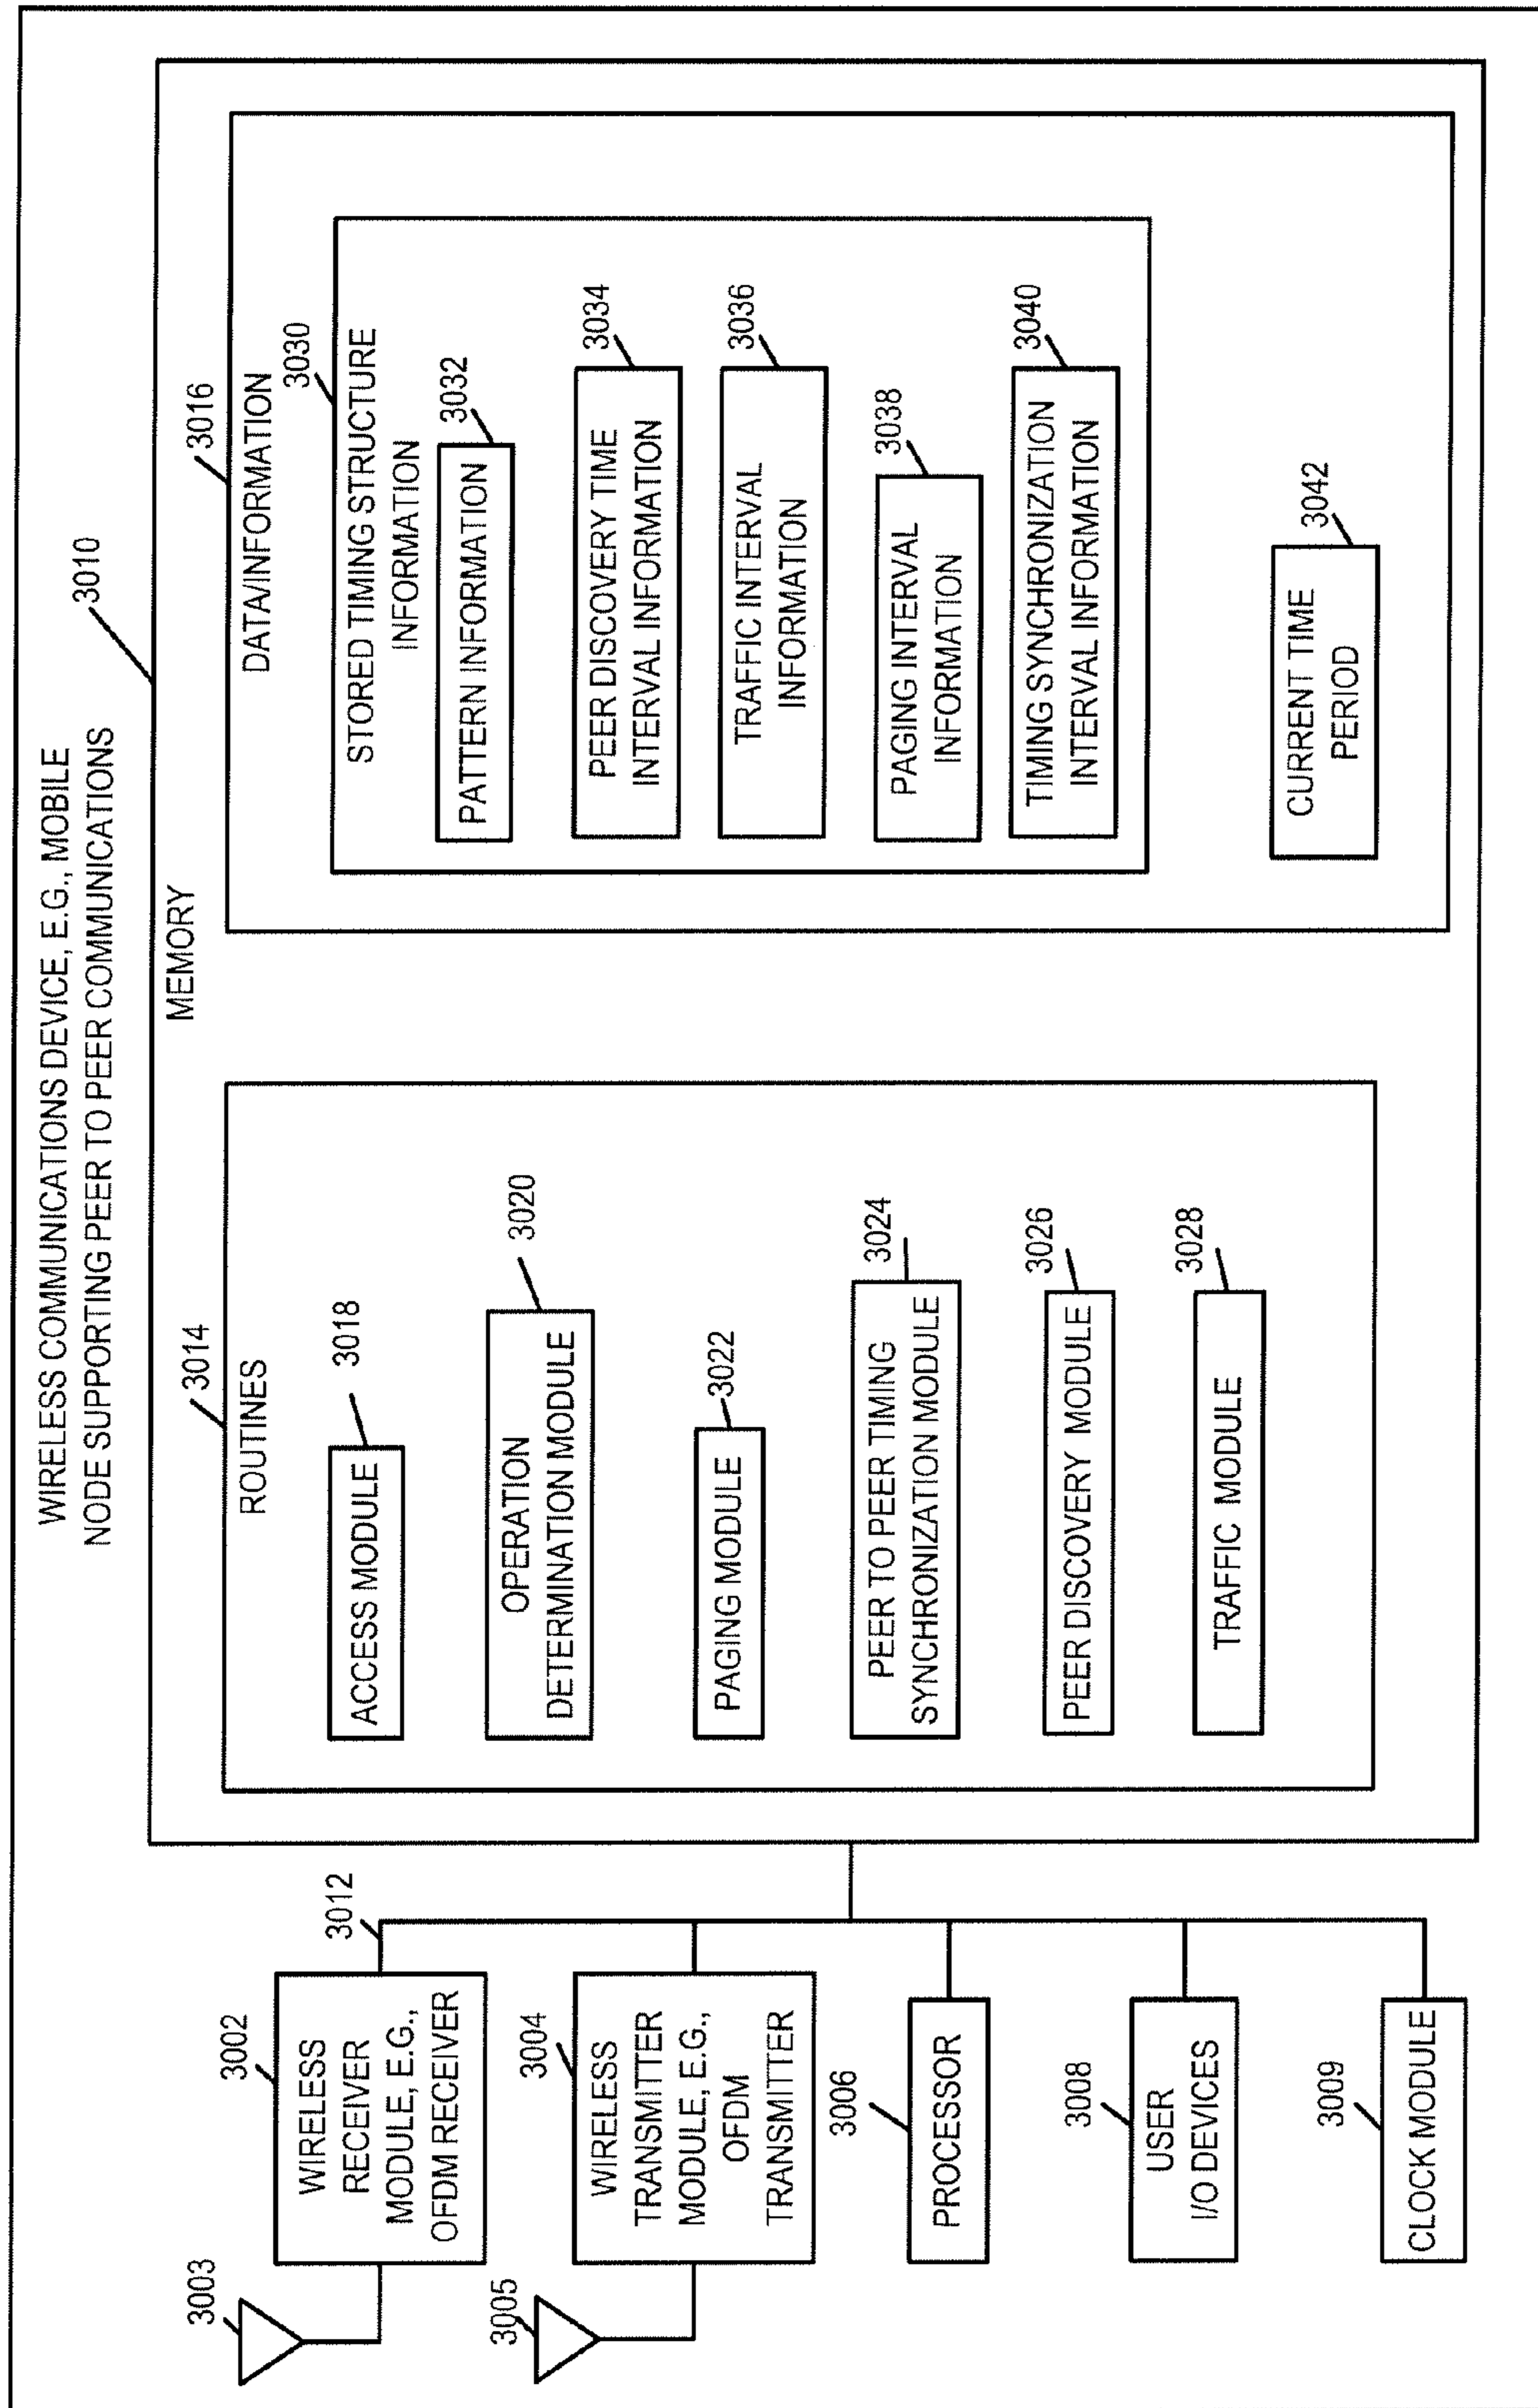 WIRELESS COMMUNICATIONS DEVICE, E.G., MOBILE
NODE SUPPORTING PEER TO PEER COMMUNICATIONS
3003
3002
WIRELESS
RECEIVER
MODULE, E.G.,
OFDM RECEIVER
3012
3005
3004
WIRELESS
TRANSMITTER
MODULE, E.G.,
OFDM
TRANSMITTER
3006
PROCESSOR
3008
USER
I/O DEVICES
3009
CLOCK MODULE
3010
MEMORY
3014
ROUTINES
3018
ACCESS MODULE
3020
OPERATION
DETERMINATION MODULE
3022
PAGING MODULE
3024
PEER TO PEER TIMING
SYNCHRONIZATION MODULE
3026
PEER DISCOVERY MODULE
3028
TRAFFIC MODULE
3016
DATA/INFORMATION
3030
STORED TIMING STRUCTURE
INFORMATION
3032
PATTERN INFORMATION
3034
PEER DISCOVERY TIME
INTERVAL INFORMATION
3036
TRAFFIC INTERVAL
INFORMATION
3038
PAGING INTERVAL
INFORMATION
3040
TIMING SYNCHRONIZATION
INTERVAL INFORMATION
3042
CURRENT TIME
PERIOD